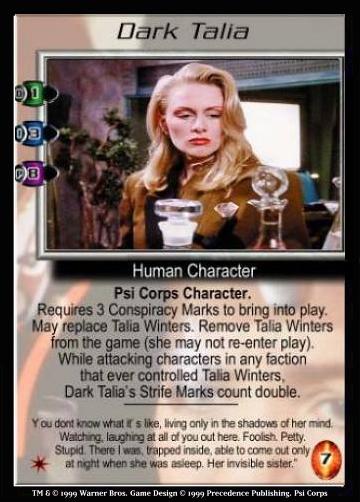 Dark Talia
D 1
I 3
P 8
Human Character
Psi Corps Character.
Requires 3 Conspiracy Marks to bring into play.
May replace Talia Winters. Remove Talia Winters
from the game (she may not re-enter play).
While attacking characters in any faction
that ever controlled Talia Winters,
Dark Talia's Strife Marks count double.
Y ou dont know what it' s like, living only in the shadows of her mind.
Watching, laughing at all of you out here. Foolish. Petty.
Stupid. There I was, trapped inside, able to come out only
at night when she was asleep. Her invisible sister."
7
TM & © 1999 Warner Bros. Game Design © 1999 Precedence Publishing. Psi Corps